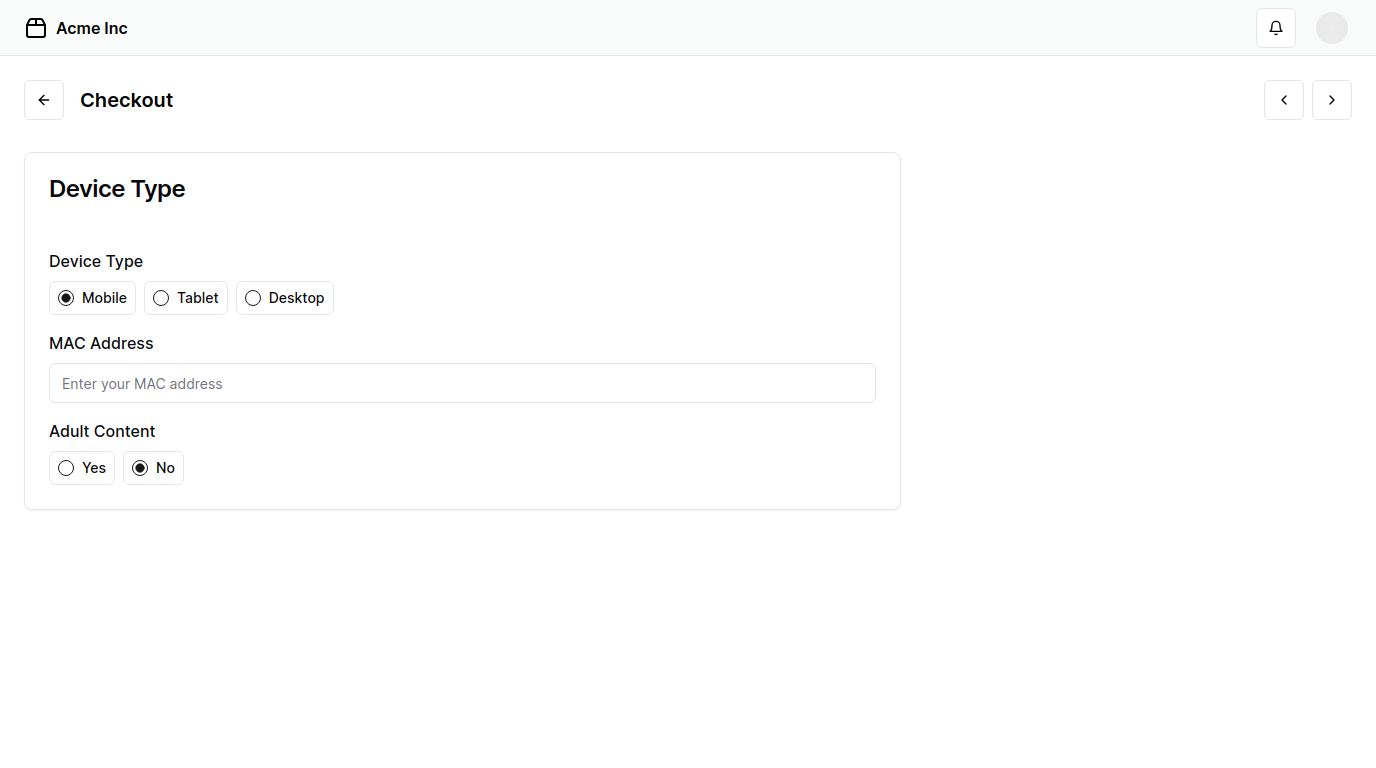 Acme Inc
Checkout
Device Type
Device Type
Mobile Tablet Desktop
MAC Address
Enter your MAC address
Adult Content
Yes No